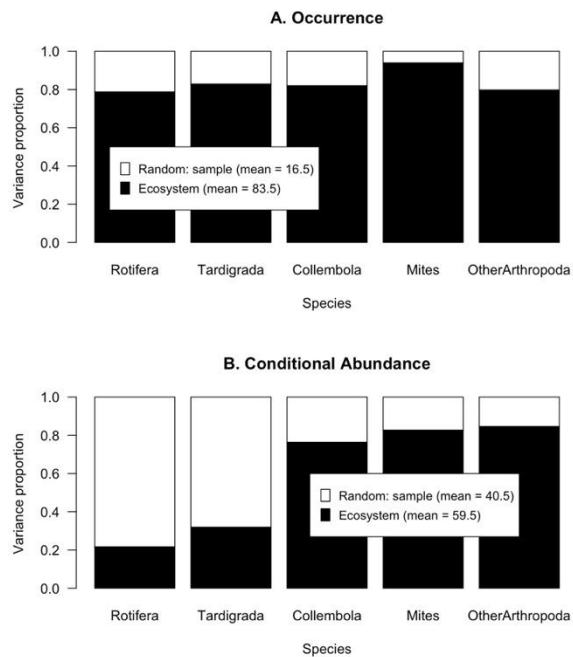 A. Occurrence
1.0
0.8
0.6
0.4
0.2
0.0
Variance proportion
Random: sample (mean = 16.5)
Ecosystem (mean = 83.5)
Rotifera Tardigrada Collembola Mites OtherArthropoda
Species
B. Conditional Abundance
1.0
0.8
0.6
0.4
0.2
0.0
Variance proportion
Random: sample (mean = 40.5)
Ecosystem (mean = 59.5)
Rotifera Tardigrada Collembola Mites OtherArthropoda
Species